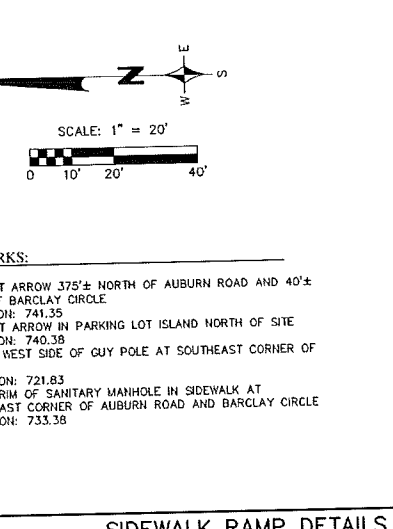 E
N
S
W
SCALE: 1" = 20'
0 10' 20' 40'
RKS:
T ARROW 375'± NORTH OF AUBURN ROAD AND 40'±
BARCLAY CIRCLE
ON: 741.35
T ARROW IN PARKING LOT ISLAND NORTH OF SITE
ON: 740.38
WEST SIDE OF GUY POLE AT SOUTHEAST CORNER OF
ON: 721.83
RIM OF SANITARY MANHOLE IN SIDEWALK AT
AST CORNER OF AUBURN ROAD AND BARCLAY CIRCLE
ON: 733.38
SIDEWALK RAMP DETAILS